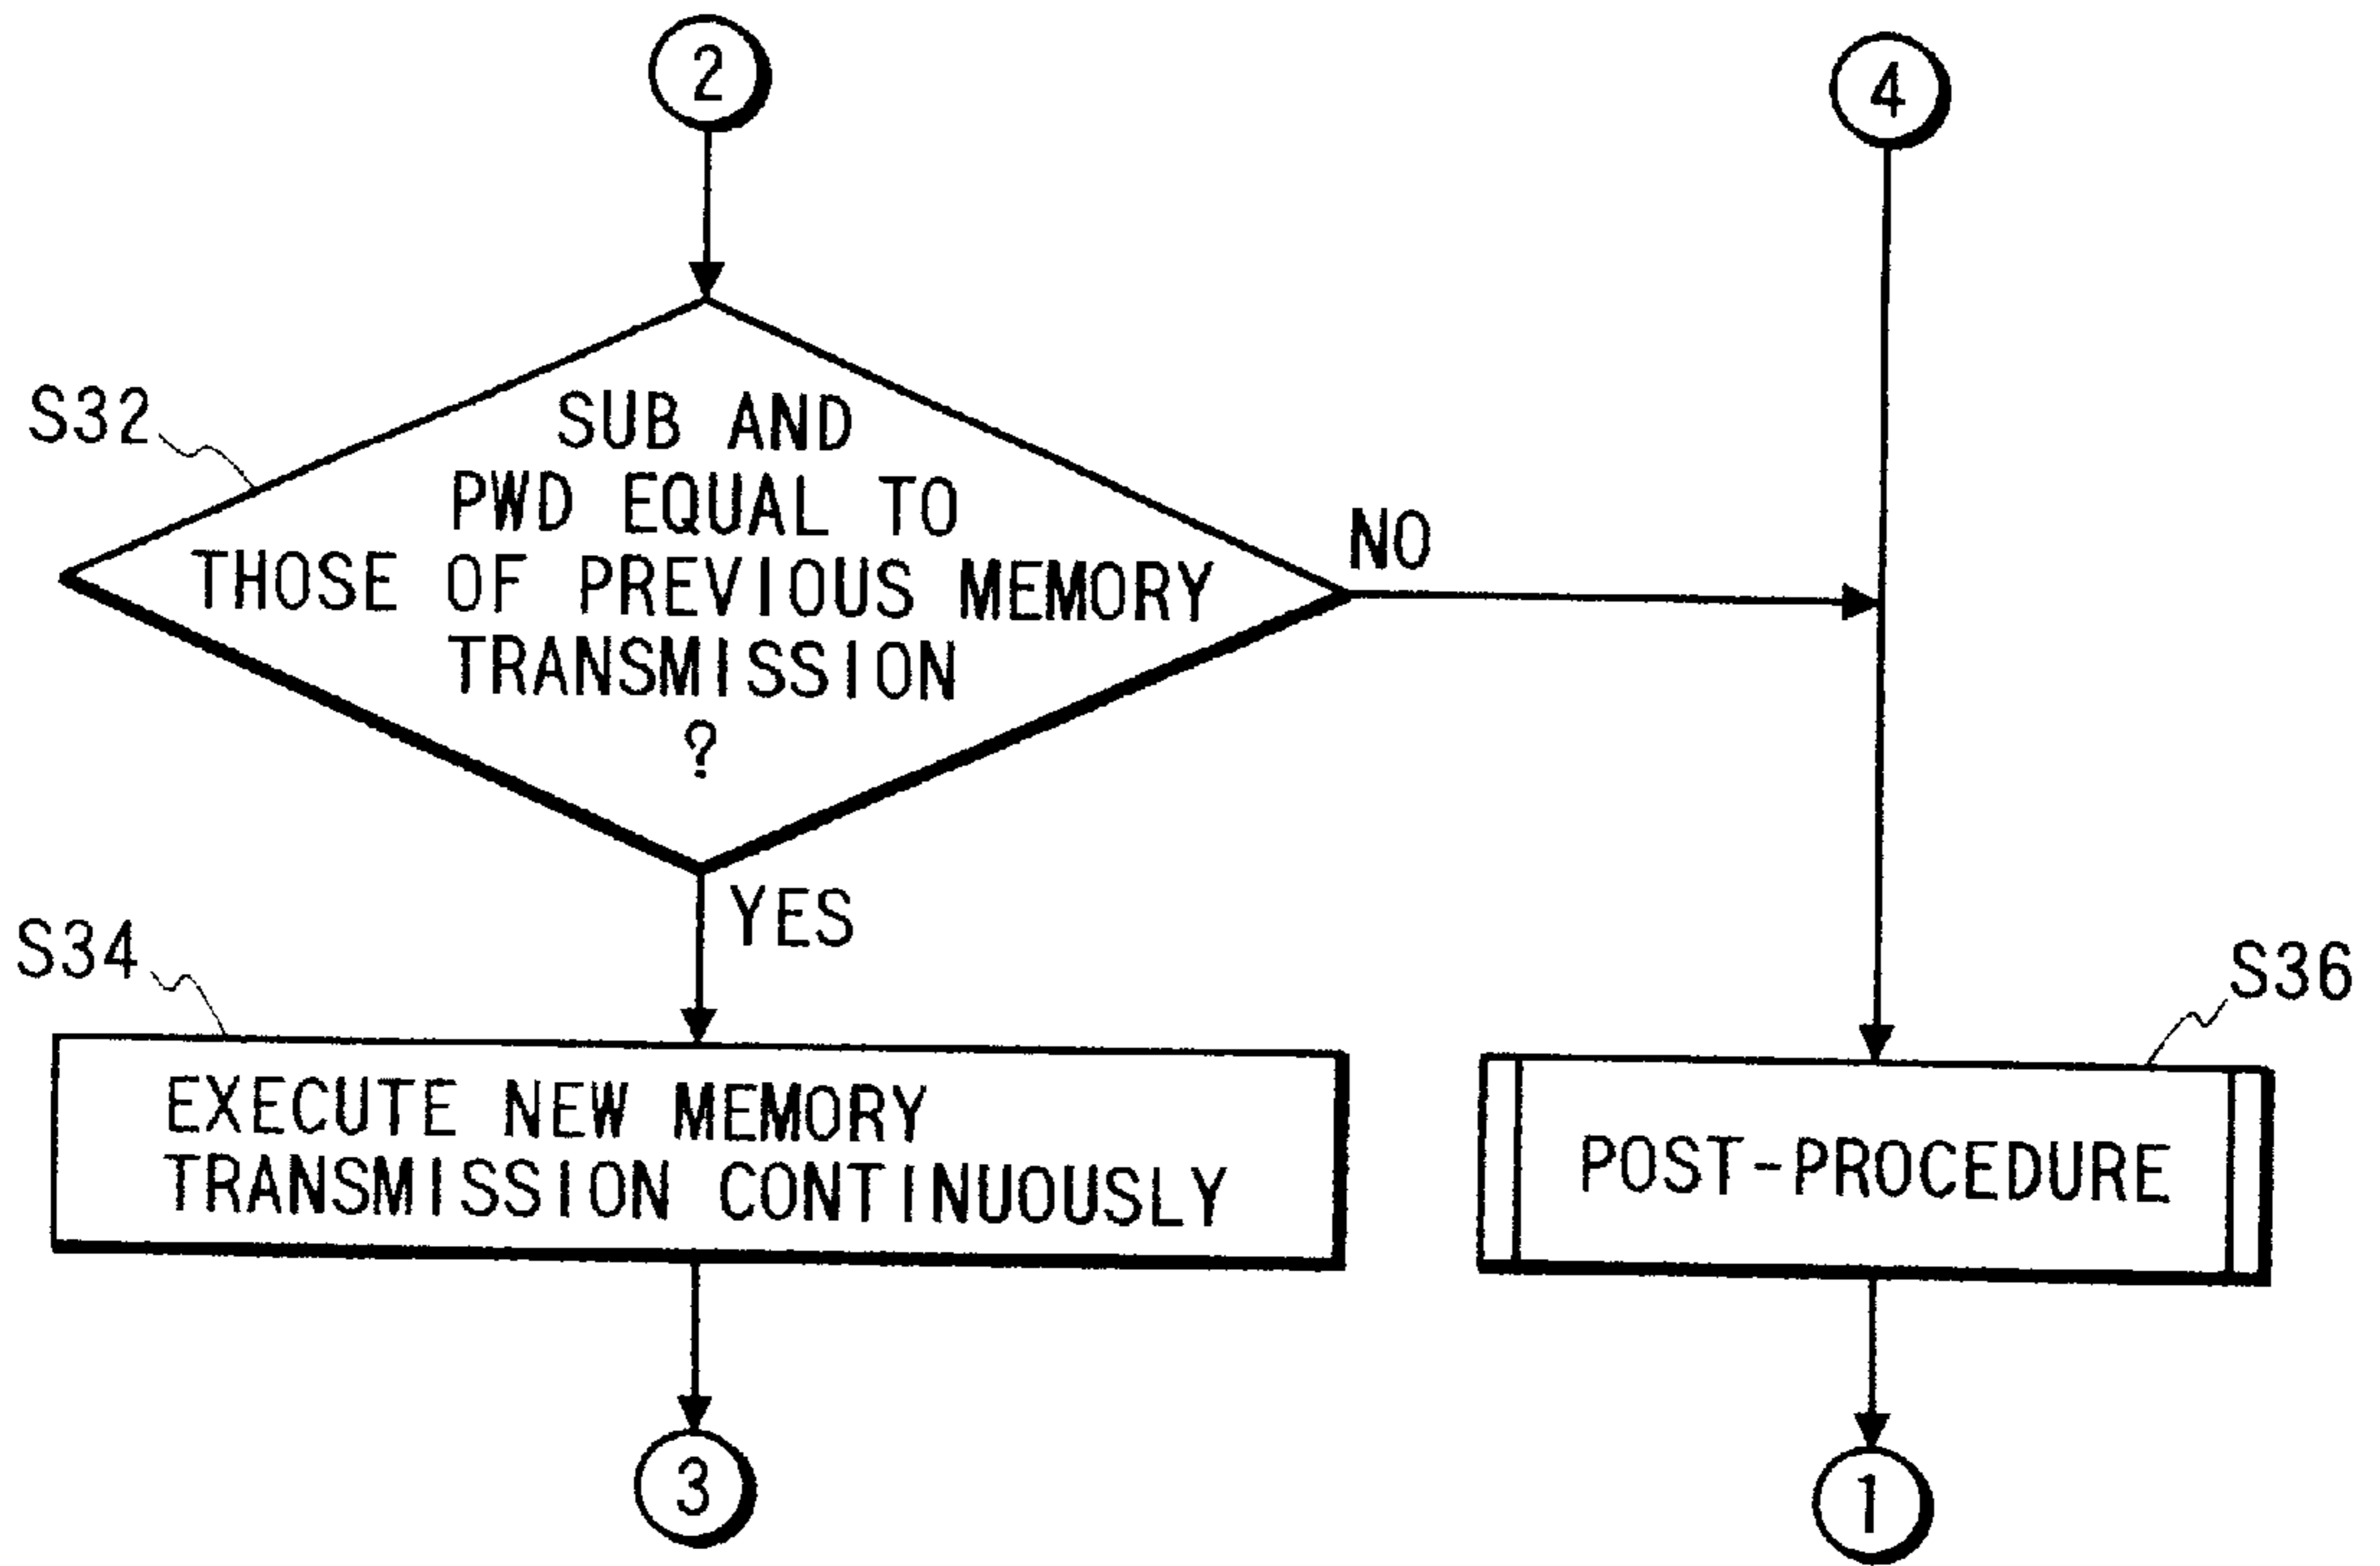 2
4
S32
SUB AND
PWD EQUAL TO
THOSE OF PREVIOUS MEMORY
TRANSMISSION
?
NO
YES
S34
EXECUTE NEW MEMORY
TRANSMISSION CONTINUOUSLY
S36
POST-PROCEDURE
3
1